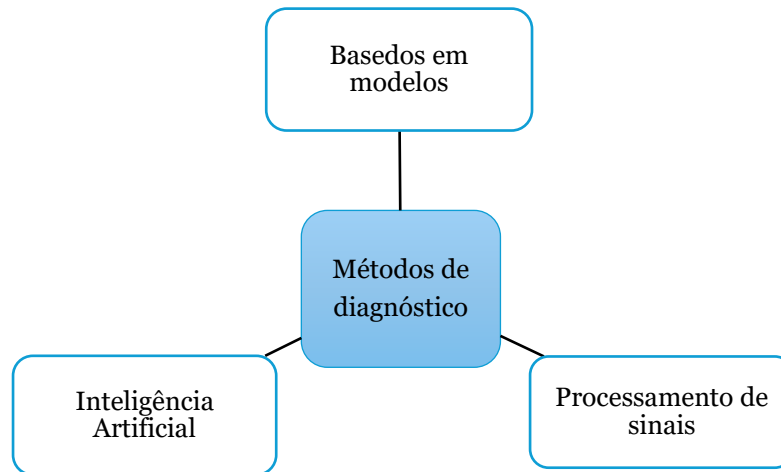 Basedos em
modelos
Métodos de
diagnóstico
Inteligência
Artificial
Processamento de
sinais